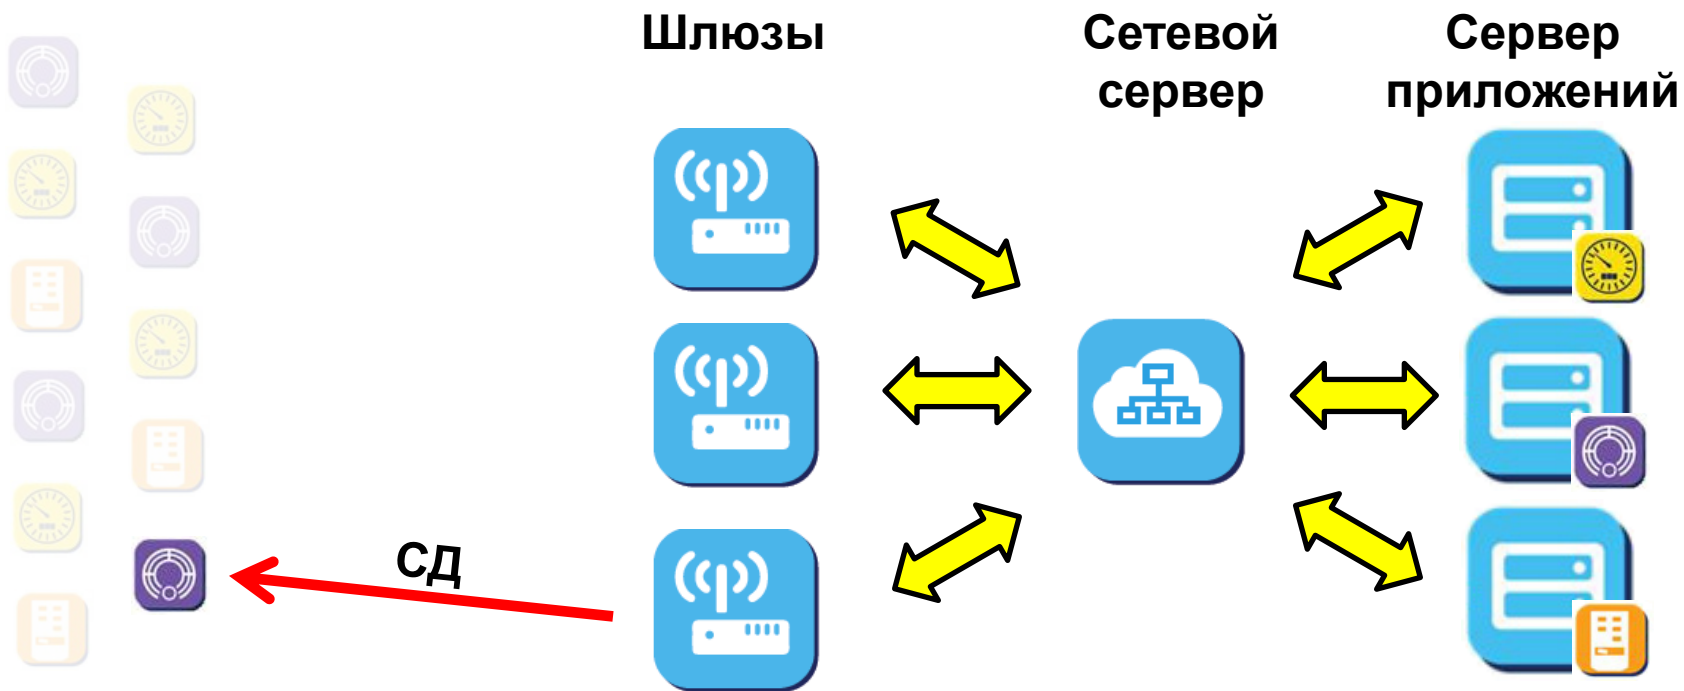 Шлюзы
Сетевой
сервер
Сервер
приложений
СД